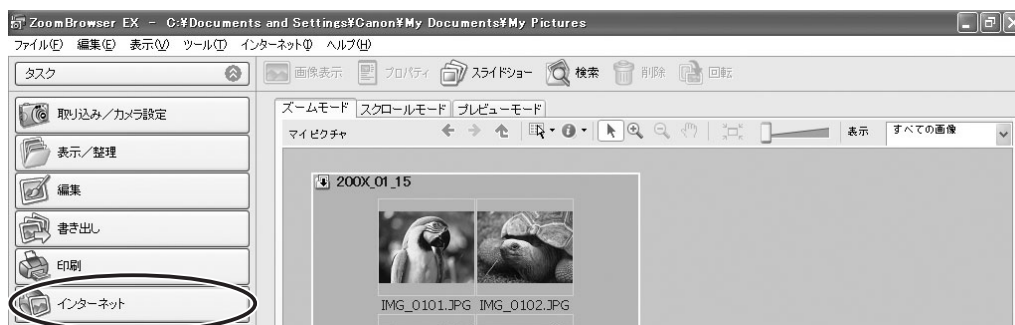 ZoomBrowser EX - C:¥Documents and Settings¥Canon¥My Documents¥My Pictures
ファイル(F) 編集(E) 表示(V) ツール(T) インターネット(I) ヘルプ(H)
タスク 画像表示 プロパティ スライドショー 検索 削除 回転
取り込み／カメラ設定
ズームモード スクロールモード プレビューモード
マイ ピクチャ 表示 すべての画像
表示／整理
200X_01_15
編集
書き出し
印刷
インターネット
IMG_0101.JPG IMG_0102.JPG